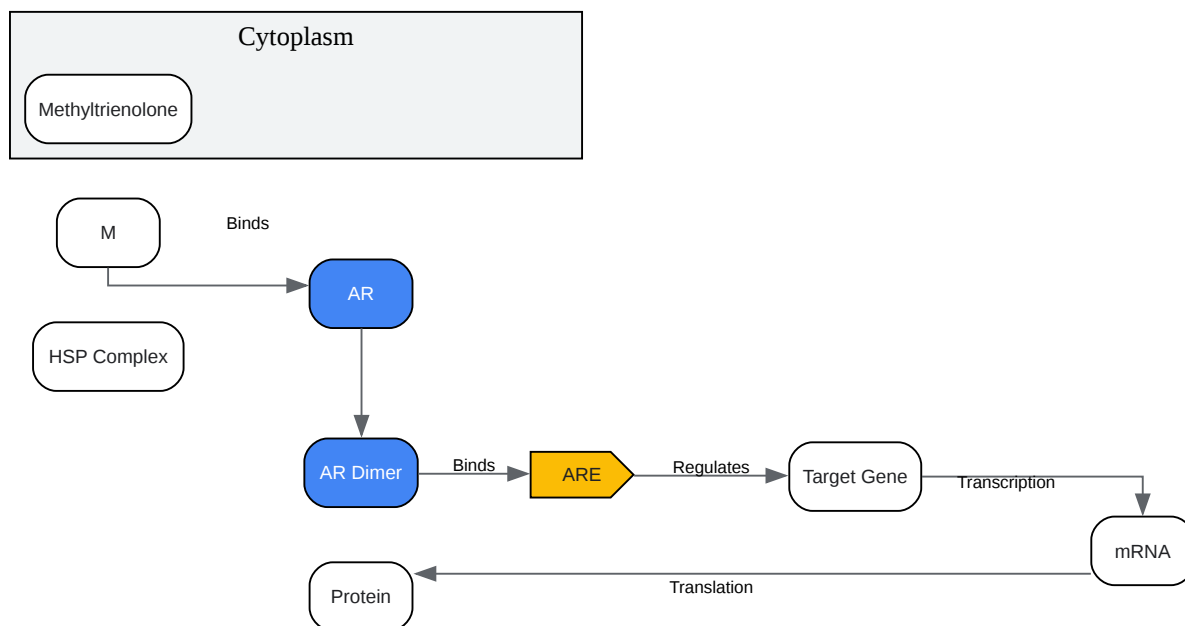 Cytoplasm
Methyltrienolone
M
Binds
AR
HSP Complex
AR Dimer
Binds
ARE
Regulates
Target Gene
Transcription
mRNA
Translation
Protein